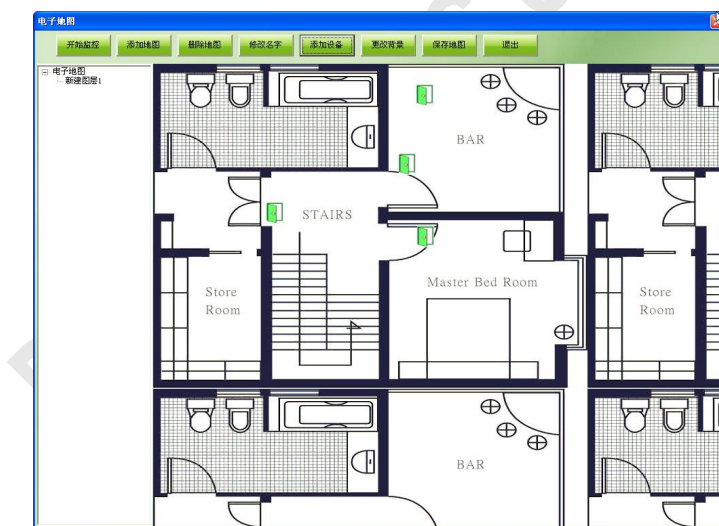 电子地图
开始监控 添加地图 删除地图 修改名字 添加设备 更改背景 保存地图 退出
电子地图
新建图层1
BAR
STAIRS
Master Bed Room
Store
Room
Store
Room
BAR